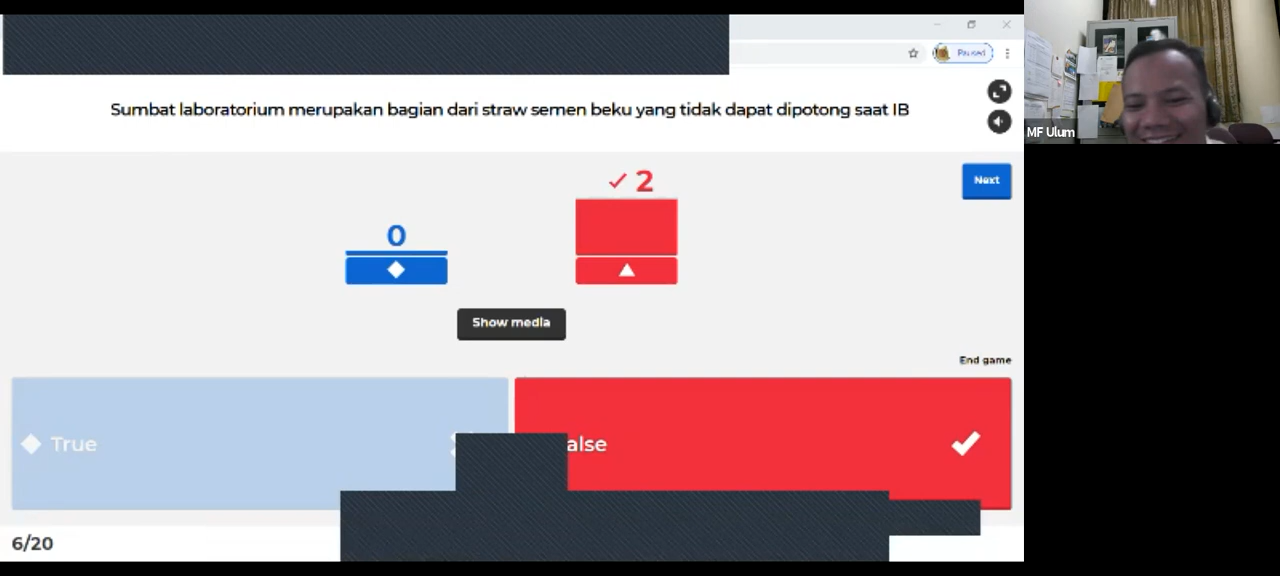 Paused
Sumbat laboratorium merupakan bagian dari straw semen beku yang tidak dapat dipotong saat IB
MF Ulum
Next
2
0
Show media
End game
True
alse
6/20